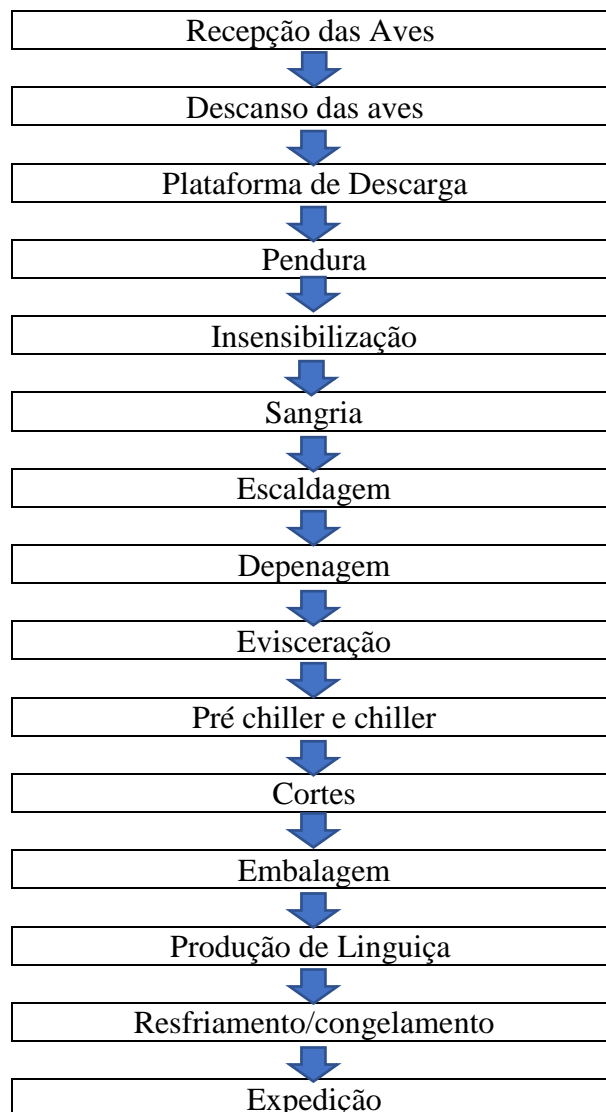 Recepção das Aves
Descanso das aves
Plataforma de Descarga
Pendura
Insensibilização
Sangria
Escaldagem
Depenagem
Evisceração
Pré chiller e chiller
Cortes
Embalagem
Produção de Linguiça
Resfriamento/congelamento
Expedição